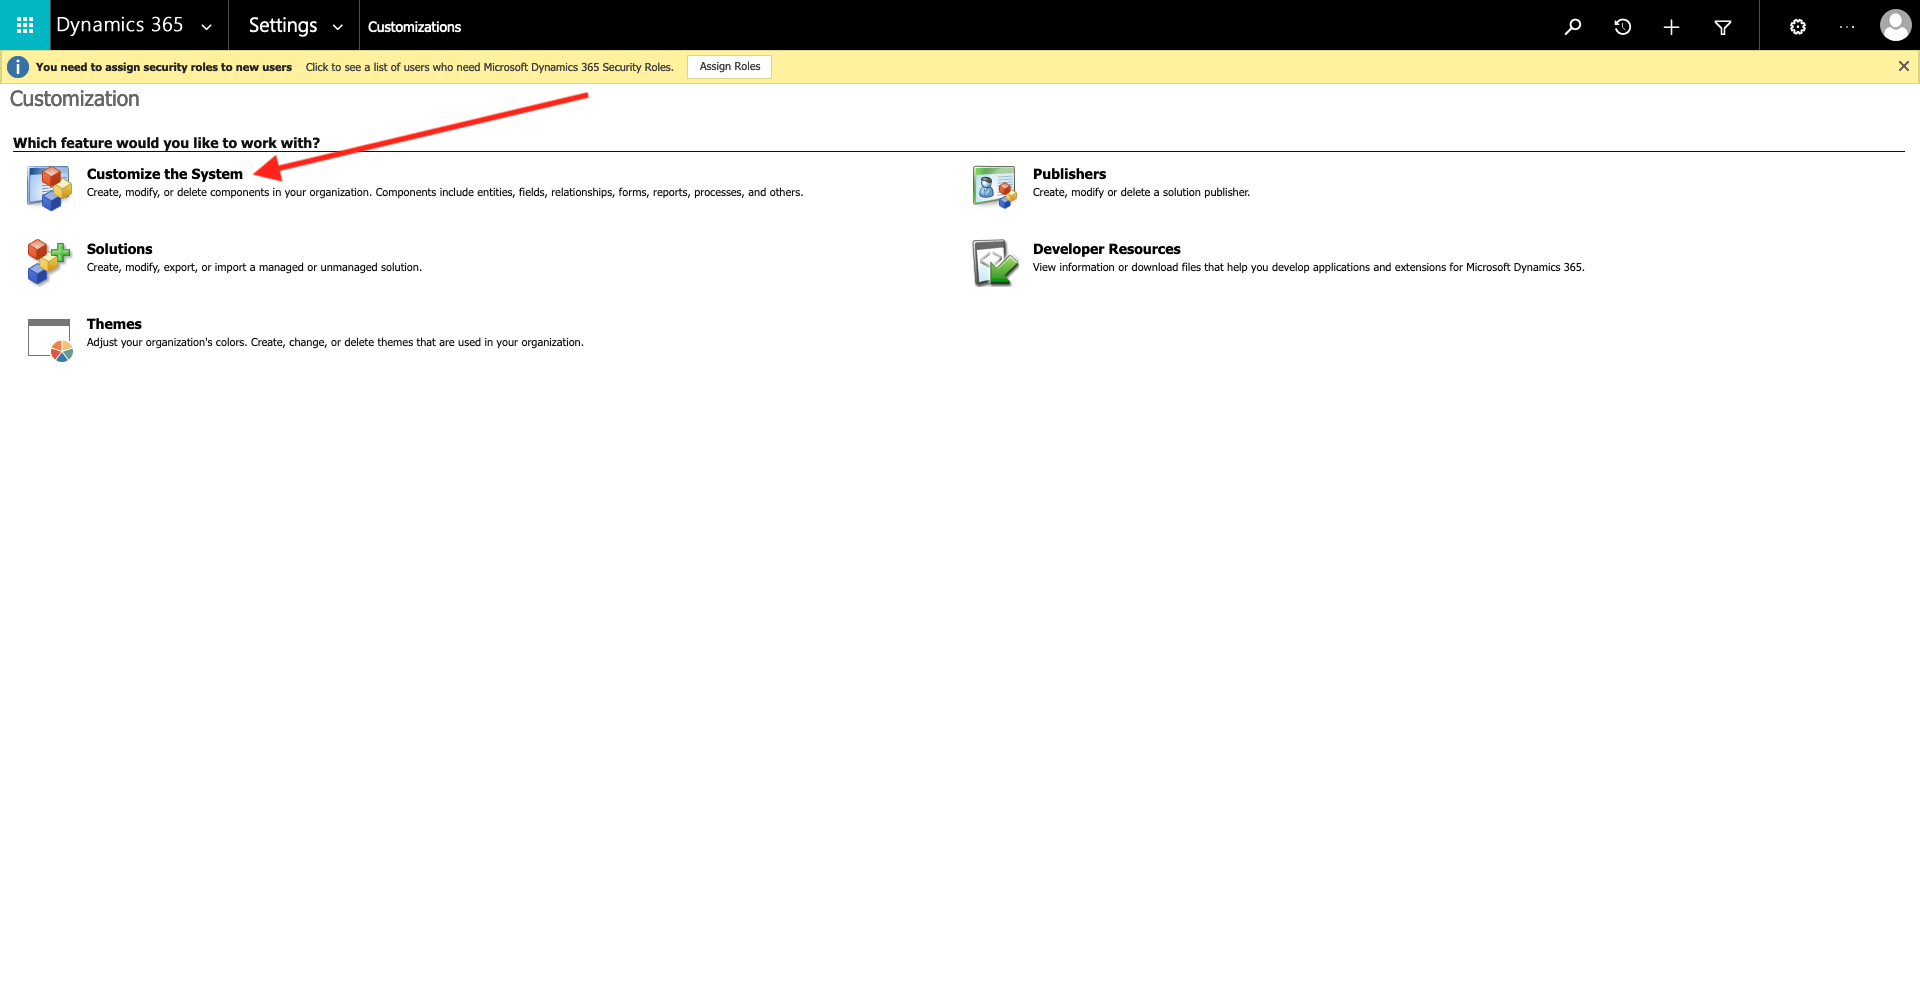 Dynamics 365 Settings Customizations
You need to assign security roles to new users Click to see a list of users who need Microsoft Dynamics 365 Security Roles. Assign Roles
Customization
Which feature would you like to work with?
Customize the System
Create, modify, or delete components in your organization. Components include entities, fields, relationships, forms, reports, processes, and others.
Publishers
Create, modify or delete a solution publisher.
Solutions
Create, modify, export, or import a managed or unmanaged solution.
Developer Resources
View information or download files that help you develop applications and extensions for Microsoft Dynamics 365.
Themes
Adjust your organization's colors. Create, change, or delete themes that are used in your organization.